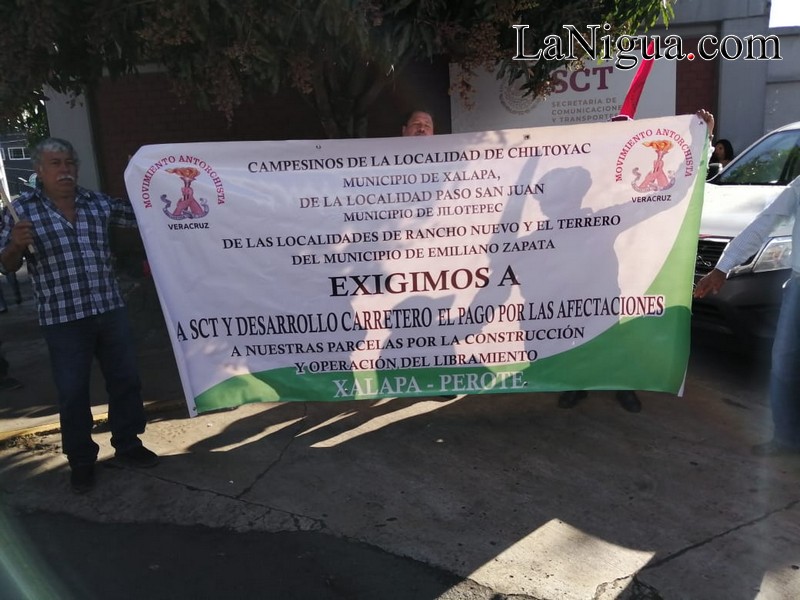 LaNigua.com
SCT
SECRETARÍA DE
COMUNICACIONES
Y TRANSPORTES
MOVIMIENTO ANTORCHISTA
VERACRUZ
CAMPESINOS DE LA LOCALIDAD DE CHILTOYAC
MUNICIPIO DE XALAPA,
DE LA LOCALIDAD PASO SAN JUAN
MUNICIPIO DE JILOTEPEC
DE LAS LOCALIDADES DE RANCHO NUEVO Y EL TERRERO
DEL MUNICIPIO DE EMILIANO ZAPATA
EXIGIMOS A
A SCT Y DESARROLLO CARRETERO EL PAGO POR LAS AFECTACIONES
A NUESTRAS PARCELAS POR LA CONSTRUCCIÓN
Y OPERACIÓN DEL LIBRAMIENTO
XALAPA - PEROTE
MOVIMIENTO ANTORCHISTA
VERACRUZ